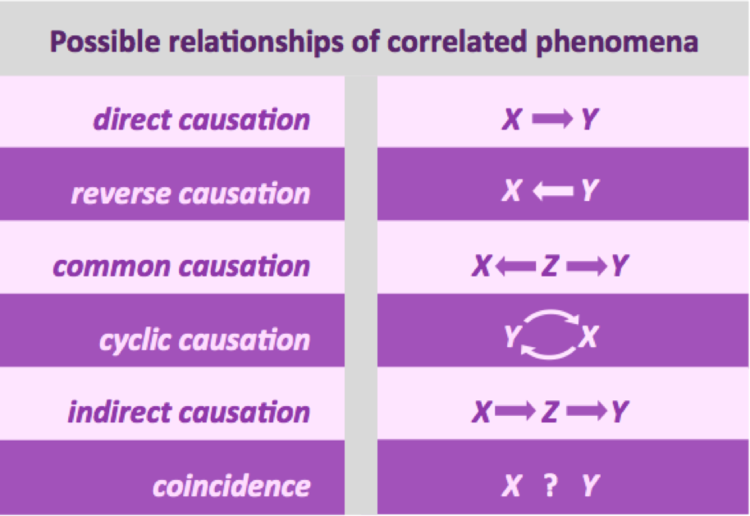 Possible relationships of correlated phenomena
direct causation X → Y
reverse causation X ← Y
common causation X ← Z → Y
cyclic causation Y X
indirect causation X → Z → Y
coincidence X ? Y